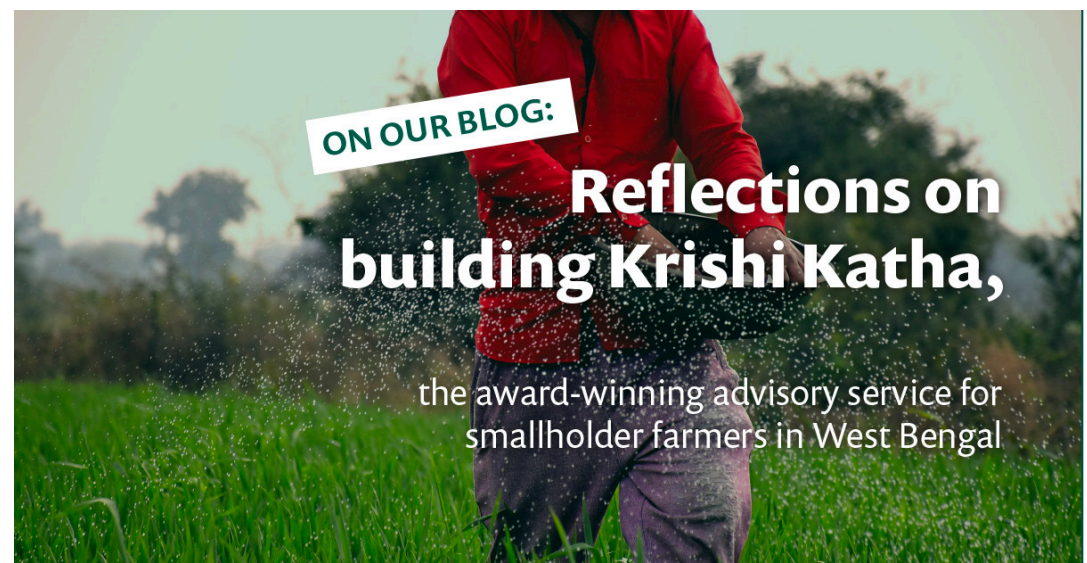 ON OUR BLOG:
Reflections on
building Krishi Katha,
the award-winning advisory service for
smallholder farmers in West Bengal